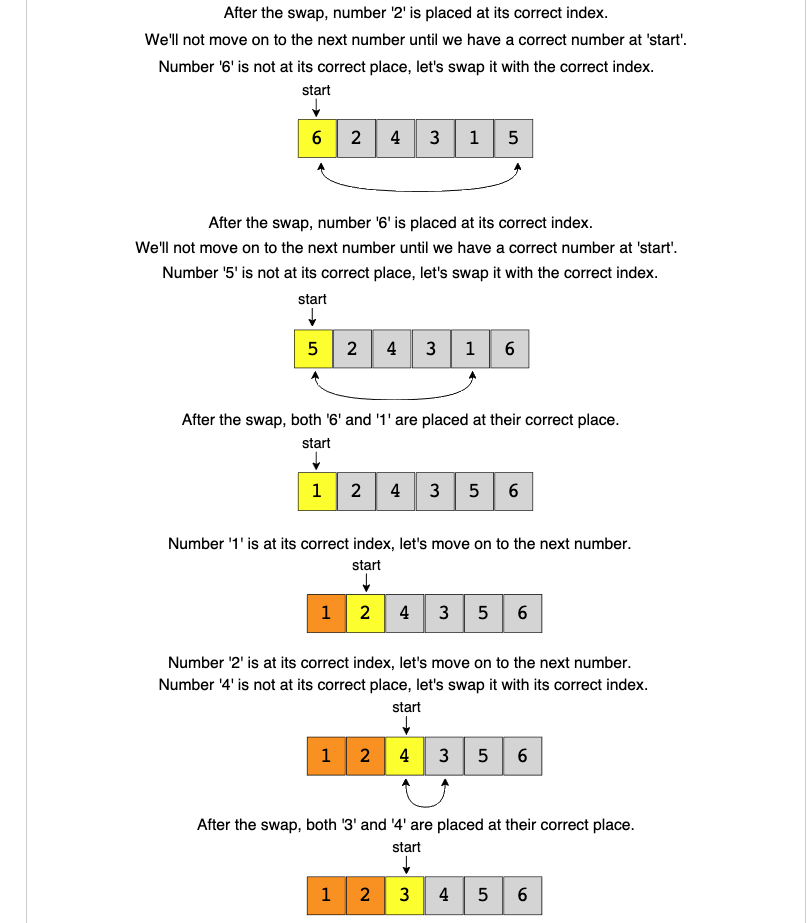 After the swap, number '2' is placed at its correct index.
We'll not move on to the next number until we have a correct number at 'start'.
Number '6' is not at its correct place, let's swap it with the correct index.
start
6 2 4 3 1 5
After the swap, number '6' is placed at its correct index.
We'll not move on to the next number until we have a correct number at 'start'.
Number '5' is not at its correct place, let's swap it with the correct index.
start
5 2 4 3 1 6
After the swap, both '6' and '1' are placed at their correct place.
start
1 2 4 3 5 6
Number '1' is at its correct index, let's move on to the next number.
start
1 2 4 3 5 6
Number '2' is at its correct index, let's move on to the next number.
Number '4' is not at its correct place, let's swap it with its correct index.
start
1 2 4 3 5 6
After the swap, both '3' and '4' are placed at their correct place.
start
1 2 3 4 5 6